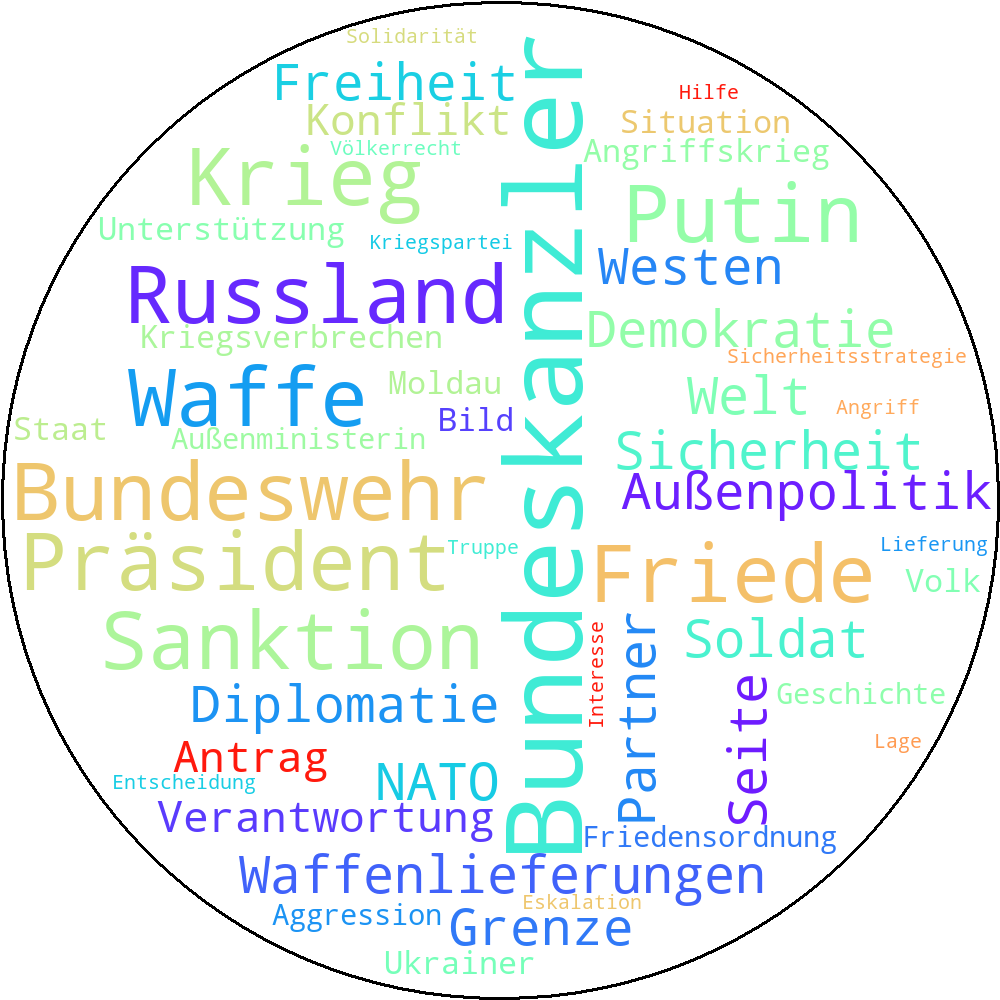 Solidarität
Freiheit
Hilfe
Konflikt
Situation
Völkerrecht
Angriffskrieg
Krieg
Putin
Unterstützung
Kriegspartei
Westen
Russland
Demokratie
Kriegsverbrechen
Sicherheitsstrategie
Bundeskanzler
Waffe
Moldau
Welt
Angriff
Bild
Staat
Außenministerin
Sicherheit
Bundeswehr
Außenpolitik
Präsident
Truppe
Lieferung
Friede
Volk
Sanktion
Interesse
Partner
Soldat
Seite
Geschichte
Diplomatie
Antrag
Lage
Entscheidung
NATO
Verantwortung
Friedensordnung
Waffenlieferungen
Eskalation
Aggression
Grenze
Ukrainer